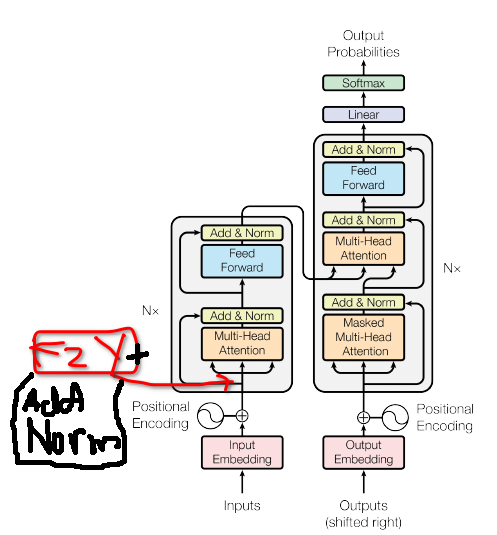 Output
Probabilities
Softmax
Linear
Add & Norm
Feed
Forward
Add & Norm
Multi-Head
Attention
Add & Norm
Masked
Multi-Head
Attention
N×
Add & Norm
Feed
Forward
N×
Add & Norm
Multi-Head
Attention
FzY+
Add
Norm
Positional
Encoding
Positional
Encoding
Input
Embedding
Output
Embedding
Inputs
Outputs
(shifted right)